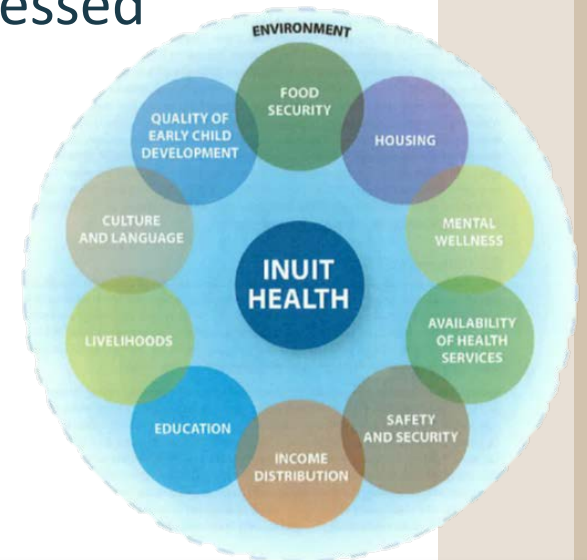 essed
ENVIRONMENT
FOOD
SECURITY
HOUSING
MENTAL
WELLNESS
AVAILABILITY
OF HEALTH
SERVICES
SAFETY
AND SECURITY
INCOME
DISTRIBUTION
EDUCATION
LIVELIHOODS
CULTURE
AND LANGUAGE
QUALITY OF
EARLY CHILD
DEVELOPMENT
INUIT
HEALTH